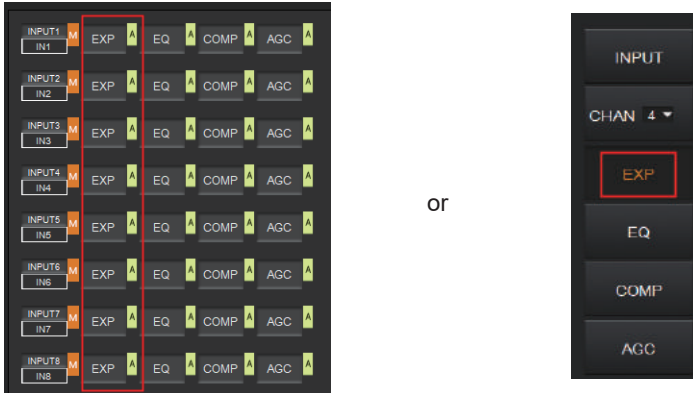 INPUT1 M EXP A EQ A COMP A AGC A
IN1
INPUT2 M EXP A EQ A COMP A AGC A
IN2
INPUT3 M EXP A EQ A COMP A AGC A
IN3
INPUT4 M EXP A EQ A COMP A AGC A
IN4
INPUT5 M EXP A EQ A COMP A AGC A
IN5
INPUT6 M EXP A EQ A COMP A AGC A
IN6
INPUT7 M EXP A EQ A COMP A AGC A
IN7
INPUT8 M EXP A EQ A COMP A AGC A
IN8
or
INPUT
CHAN 4
EXP
EQ
COMP
AGC